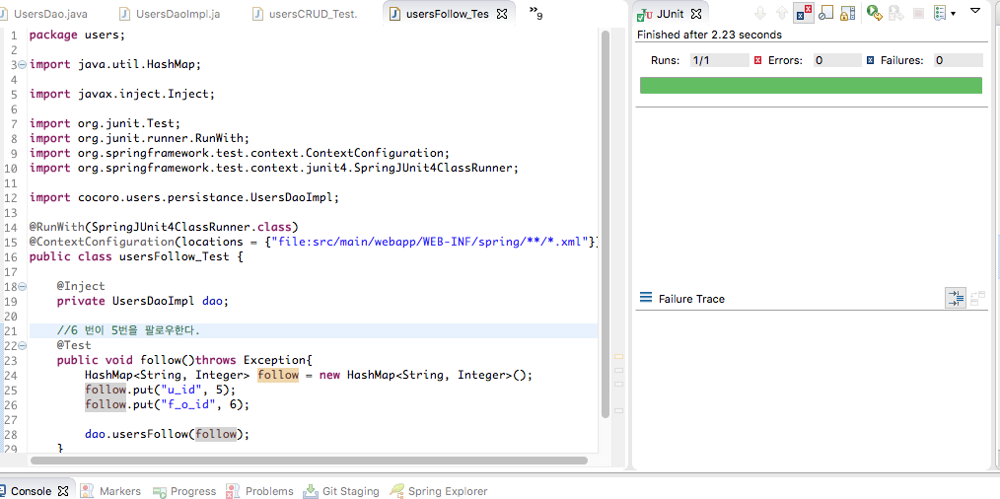 UsersDao.java
UsersDaoImpl.ja
usersCRUD_Test.
usersFollow_Tes
»9
1 package users;
2
3 import java.util.HashMap;
4
5 import javax.inject.Inject;
6
7 import org.junit.Test;
8 import org.junit.runner.RunWith;
9 import org.springframework.test.context.ContextConfiguration;
10 import org.springframework.test.context.junit4.SpringJUnit4ClassRunner;
11
12 import cocoro.users.persistance.UsersDaoImpl;
13
14 @RunWith(SpringJUnit4ClassRunner.class)
15 @ContextConfiguration(locations = {"file:src/main/webapp/WEB-INF/spring/**/*.xml"})
16 public class usersFollow_Test {
17
18 @Inject
19 private UsersDaoImpl dao;
20
21 //6 번이 5번을 팔로우한다.
22 @Test
23 public void follow()throws Exception{
24 HashMap<String, Integer> follow = new HashMap<String, Integer>();
25 follow.put("u_id", 5);
26 follow.put("f_o_id", 6);
27
28 dao.usersFollow(follow);
29 }
JUnit
Finished after 2.23 seconds
Runs: 1/1 Errors: 0 Failures: 0
Failure Trace
Console Markers Progress Problems Git Staging Spring Explorer